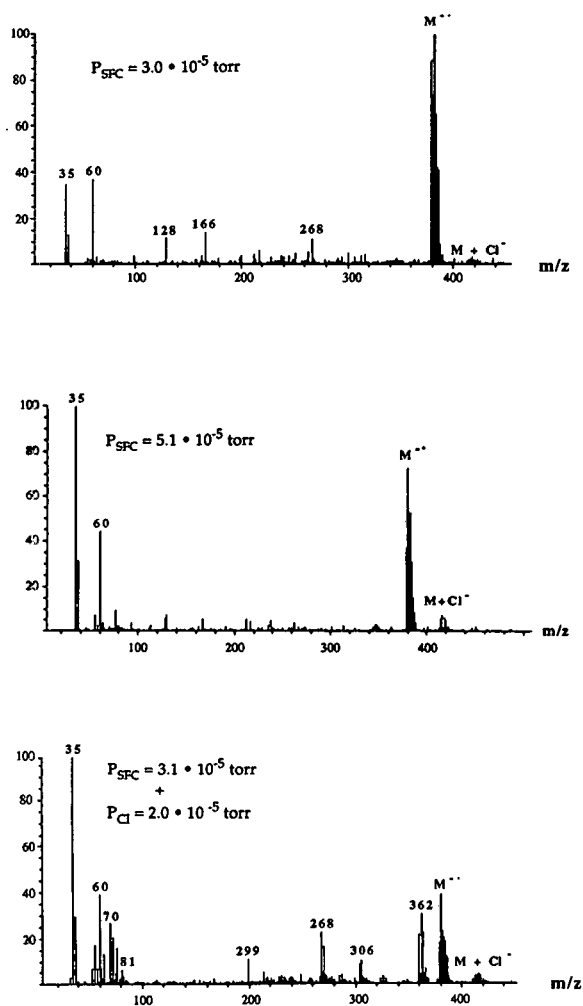 M⁻·
100
P_SFC = 3.0 • 10⁻⁵ torr
80
60
40
35 60
20
128 166 268
M + Cl⁻
100 200 300 400
m/z
35
100
P_SFC = 5.1 • 10⁻⁵ torr
80
M⁻·
60
60
40
20
M+Cl⁻
m/z
0 100 200 300 400
35
100
P_SFC = 3.1 • 10⁻⁵ torr
+
80
P_CI = 2.0 • 10⁻⁵ torr
60
60
M⁻·
40
70 362
268
20
299 306 M + Cl⁻
81
m/z
100 200 300 400